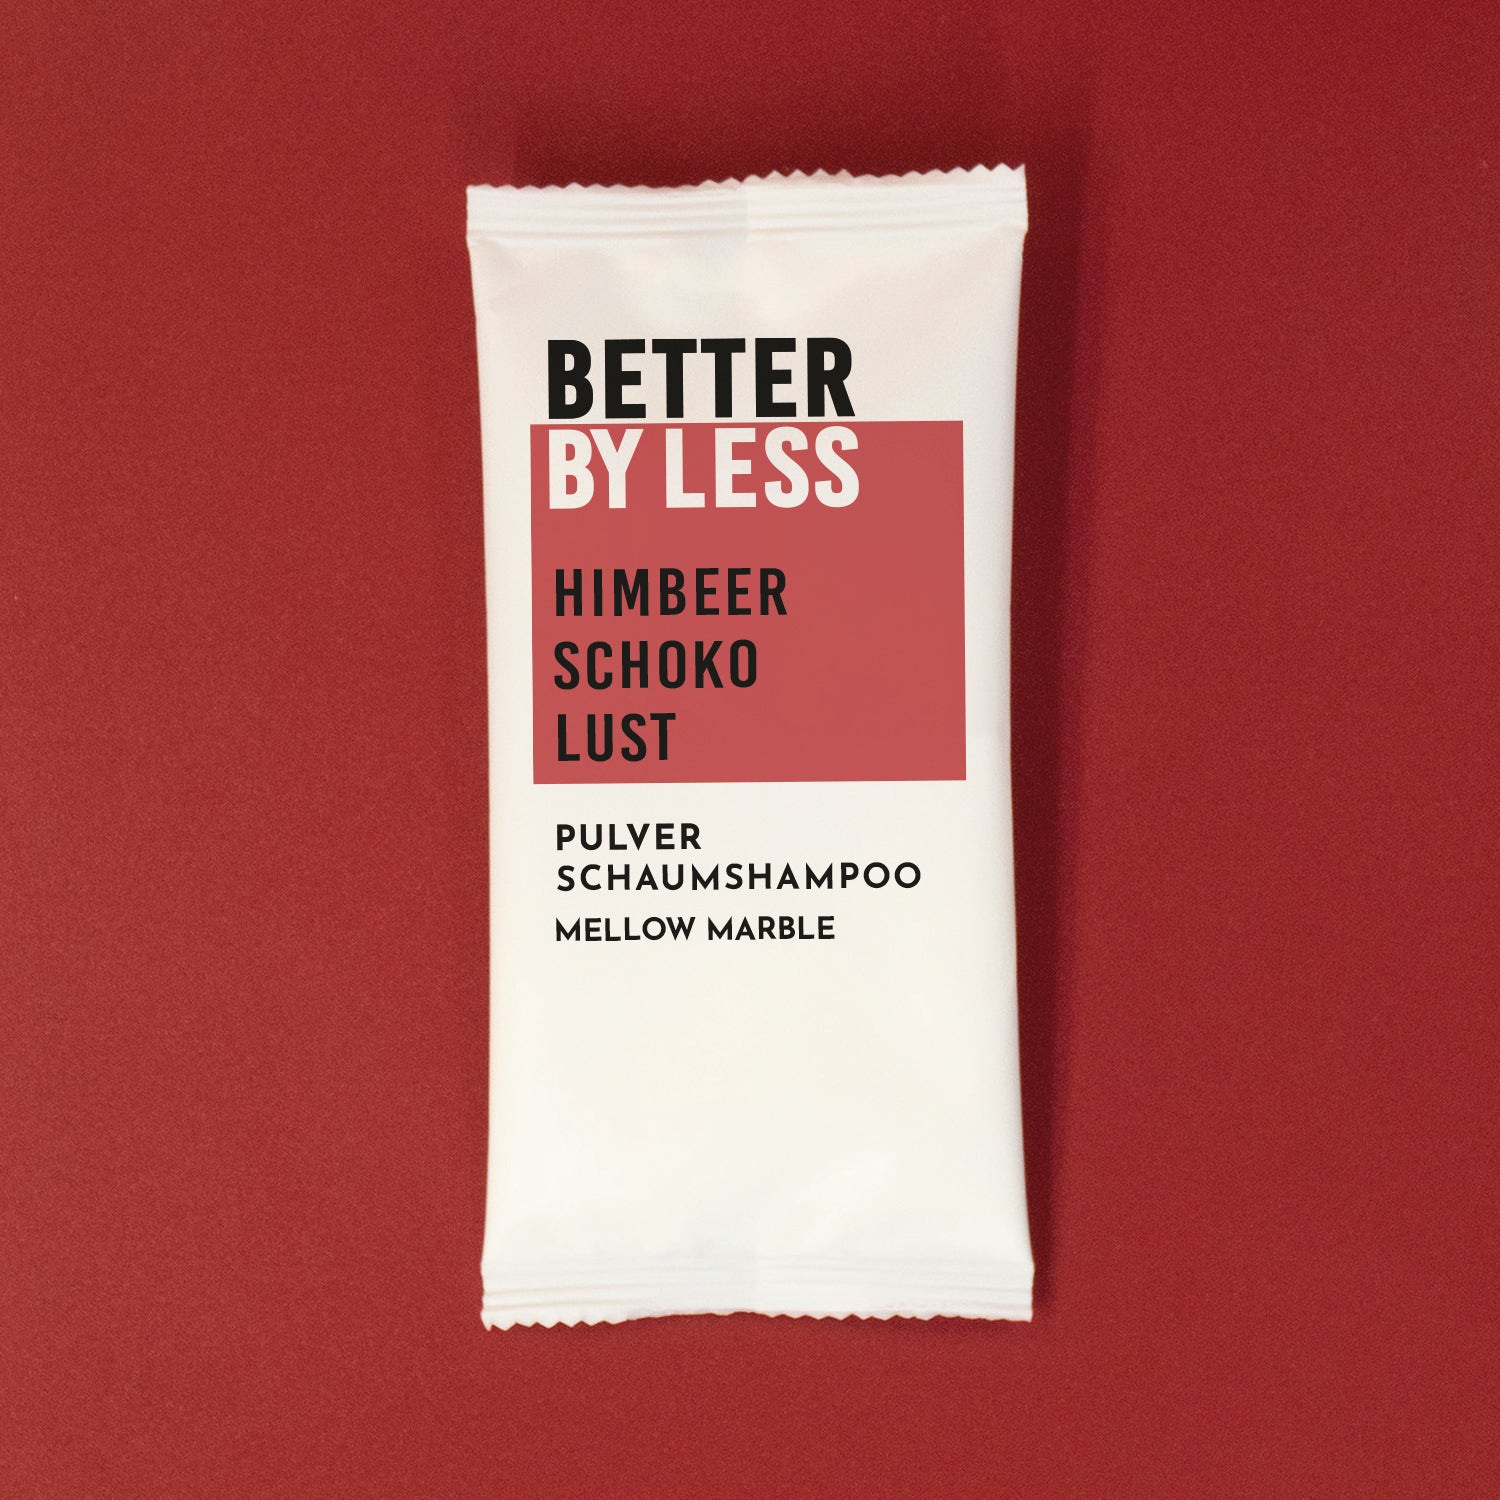 BETTER
BY LESS
HIMBEER
SCHOKO
LUST
PULVER
SCHAUMSHAMPOO
MELLOW MARBLE